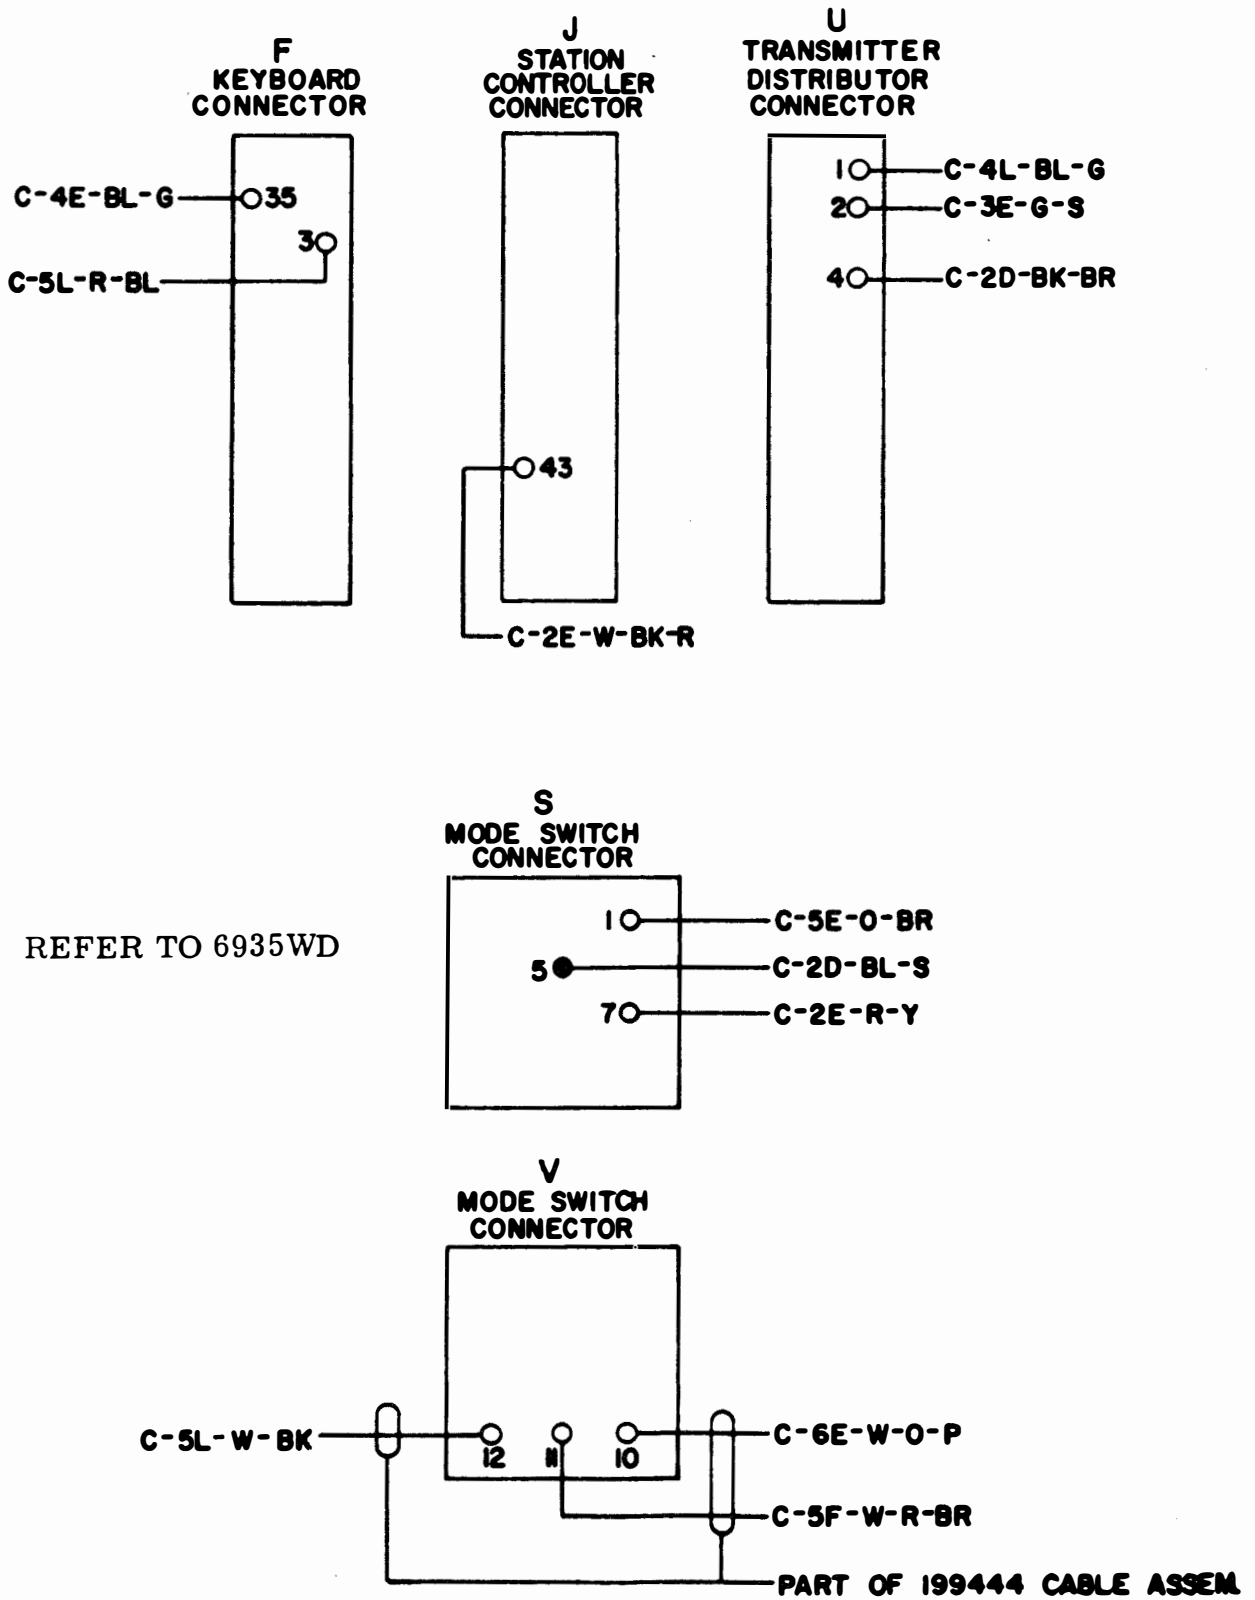 F
KEYBOARD
CONNECTOR
C-4E-BL-G
35
3
C-5L-R-BL
J
STATION
CONTROLLER
CONNECTOR
43
C-2E-W-BK-R
U
TRANSMITTER
DISTRIBUTOR
CONNECTOR
1 C-4L-BL-G
2 C-3E-G-S
4 C-2D-BK-BR
S
MODE SWITCH
CONNECTOR
1 C-5E-O-BR
5 C-2D-BL-S
7 C-2E-R-Y
REFER TO 6935WD
V
MODE SWITCH
CONNECTOR
C-5L-W-BK
12 11 10
C-6E-W-O-P
C-5F-W-R-BR
PART OF 199444 CABLE ASSEM.